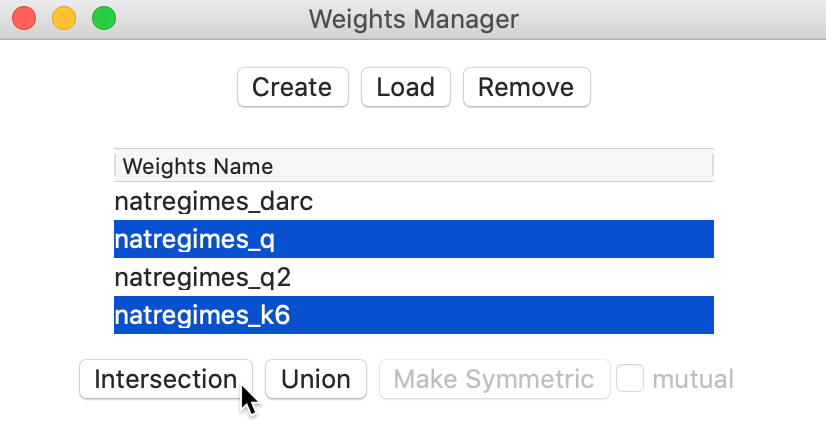 Weights Manager
Create Load Remove
Weights Name
natregimes_darc
natregimes_q
natregimes_q2
natregimes_k6
Intersection Union Make Symmetric mutual